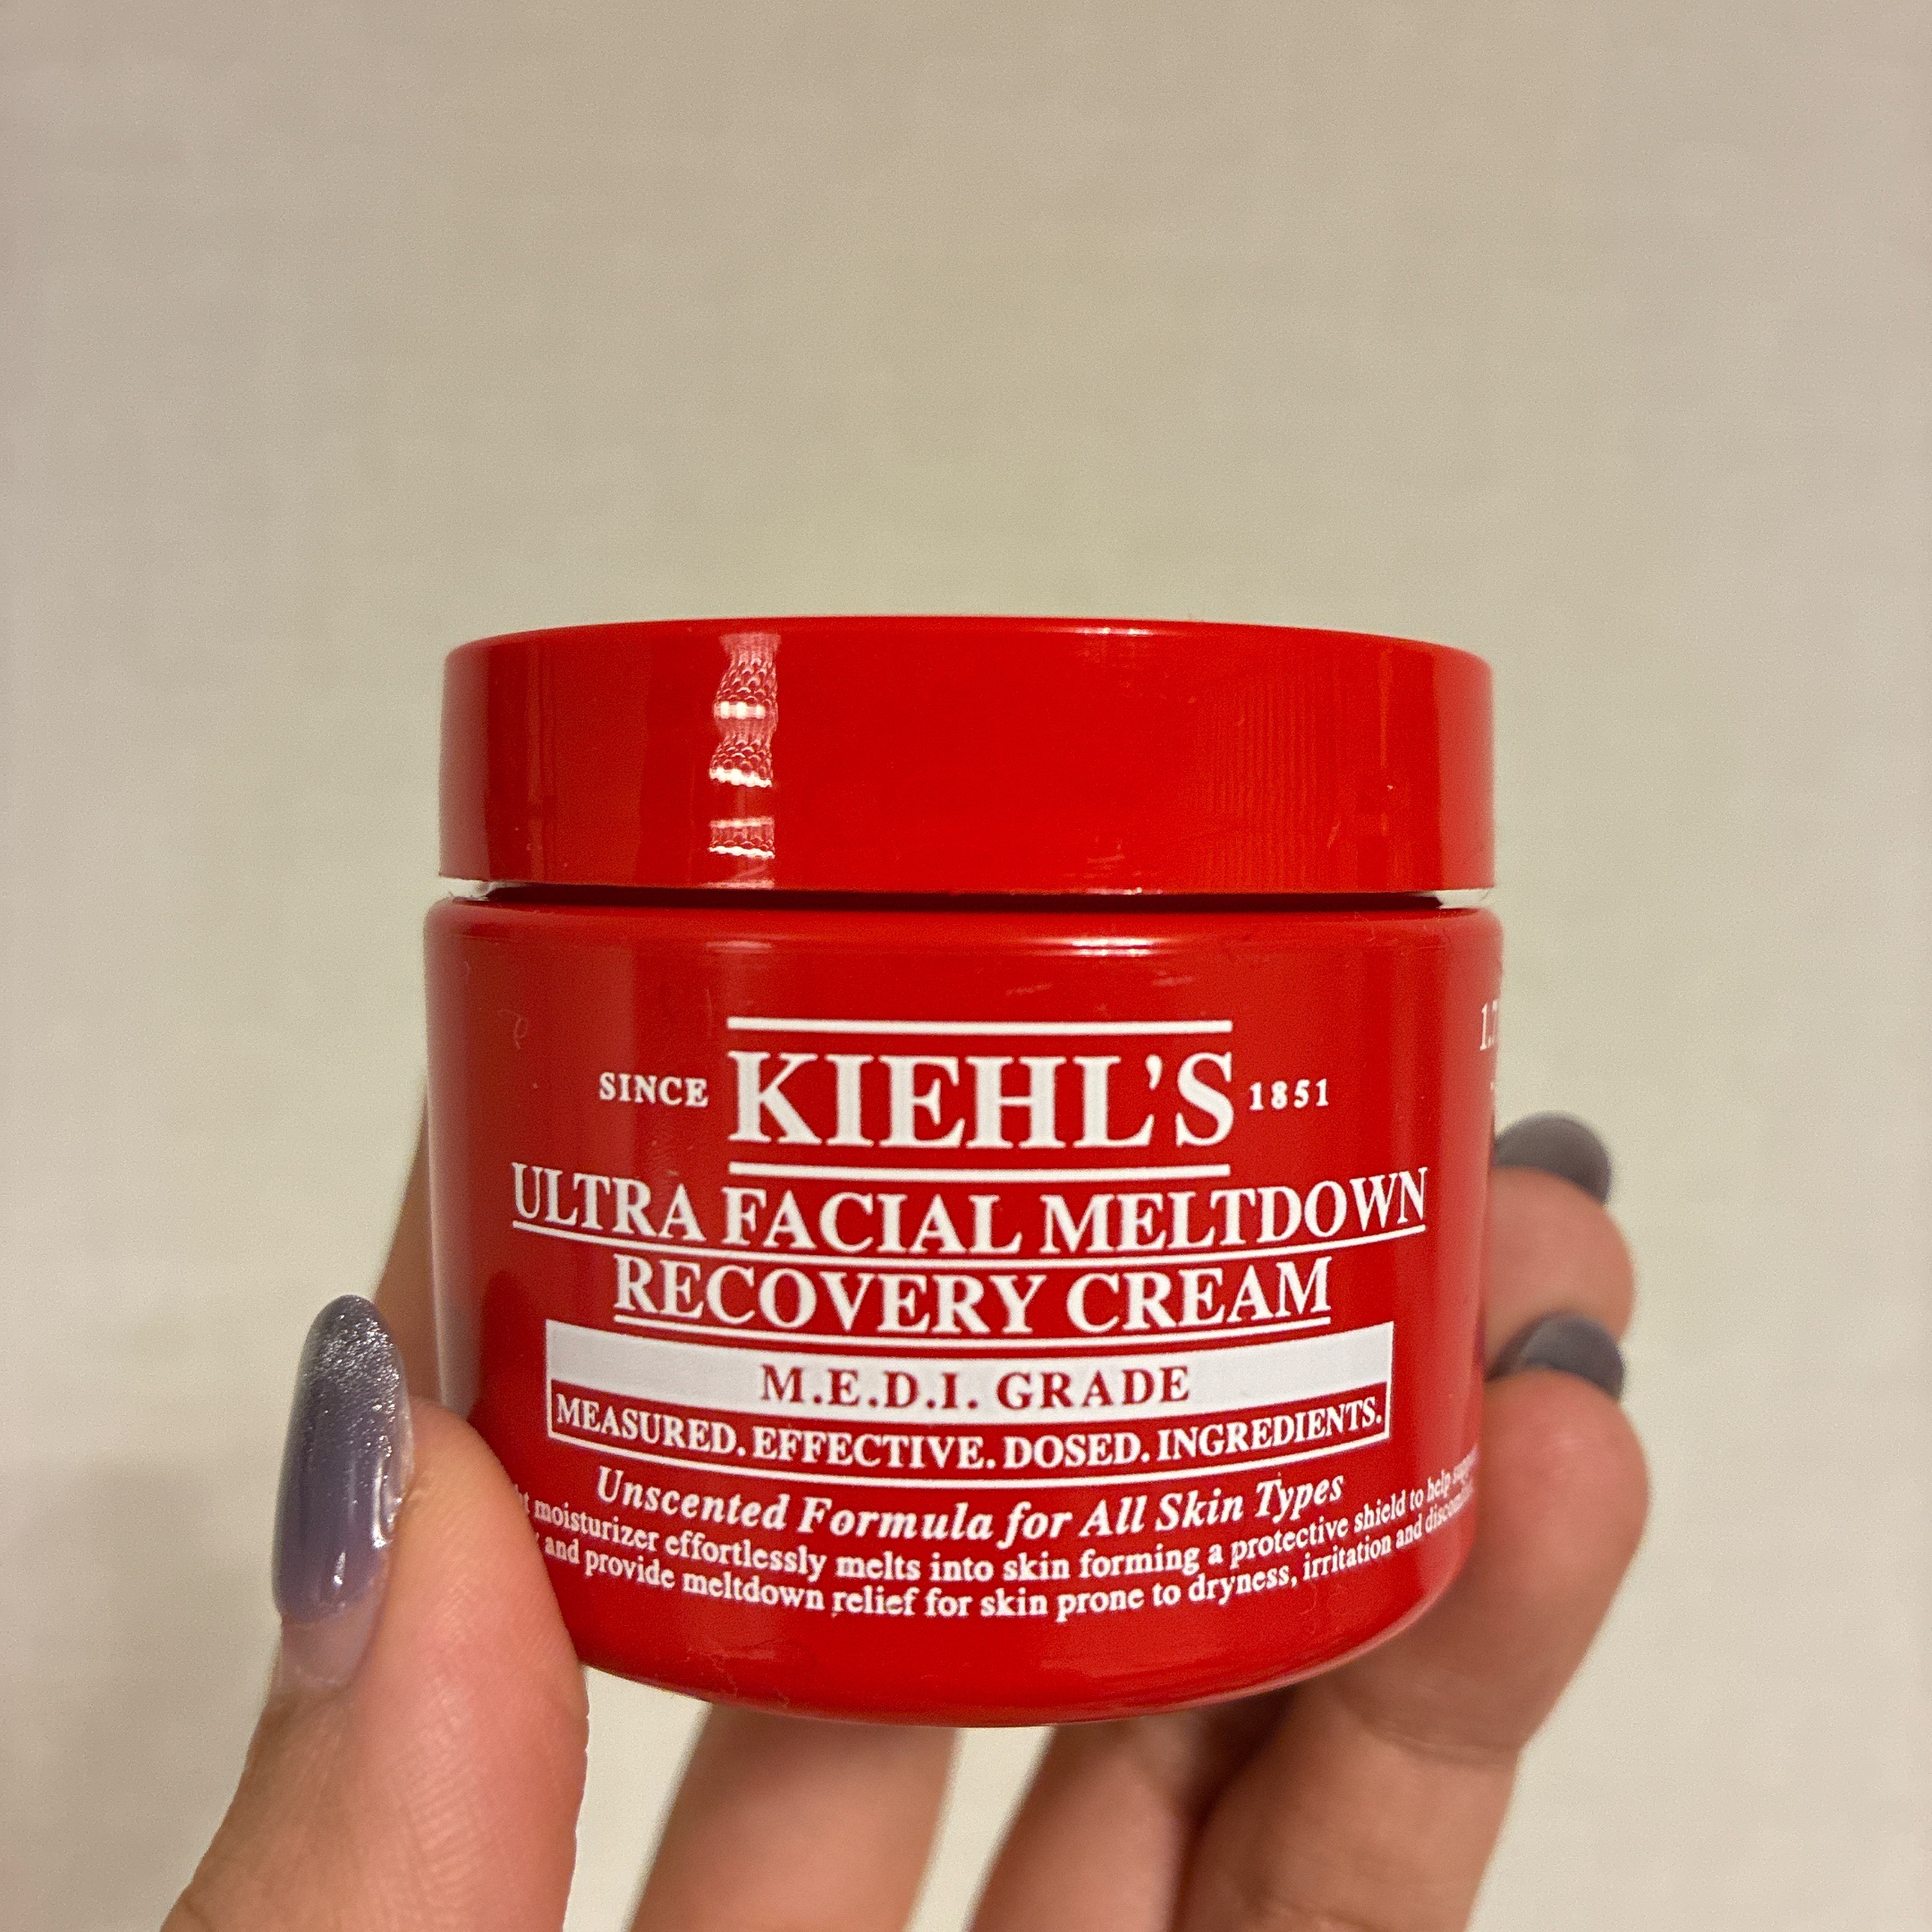 SINCE KIEHL'S 1851
ULTRA FACIAL MELTDOWN
RECOVERY CREAM
M.E.D.I. GRADE
MEASURED. EFFECTIVE. DOSED. INGREDIENTS.
Unscented Formula for All Skin Types
moisturizer effortlessly melts into skin forming a protective shield to help
and provide meltdown relief for skin prone to dryness, irritation and